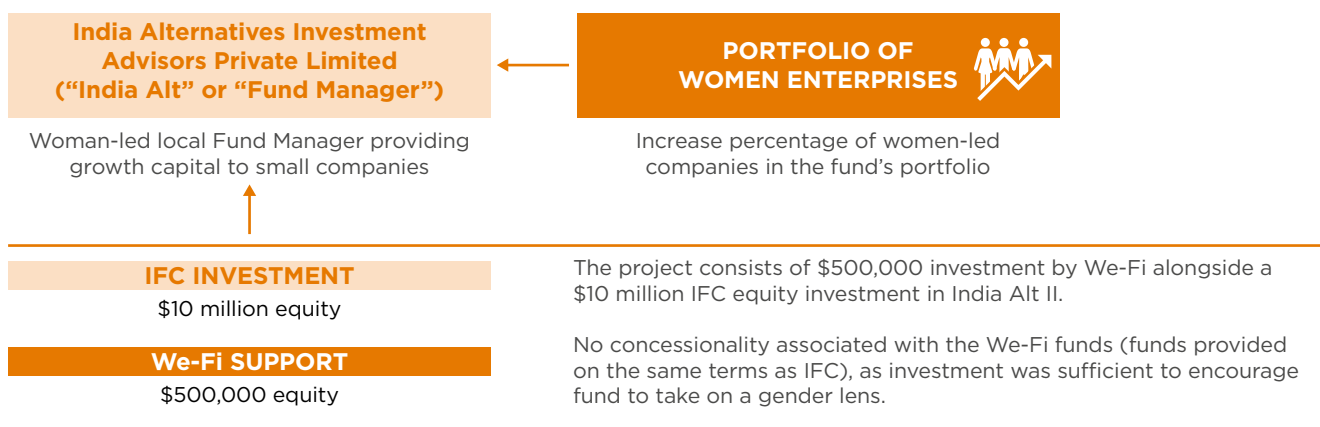 India Alternatives Investment
Advisors Private Limited
(“India Alt” or “Fund Manager”)
Woman-led local Fund Manager providing
growth capital to small companies
PORTFOLIO OF
WOMEN ENTERPRISES
Increase percentage of women-led
companies in the fund’s portfolio
IFC INVESTMENT
$10 million equity
We-Fi SUPPORT
$500,000 equity
The project consists of $500,000 investment by We-Fi alongside a
$10 million IFC equity investment in India Alt II.
No concessionality associated with the We-Fi funds (funds provided
on the same terms as IFC), as investment was sufficient to encourage
fund to take on a gender lens.